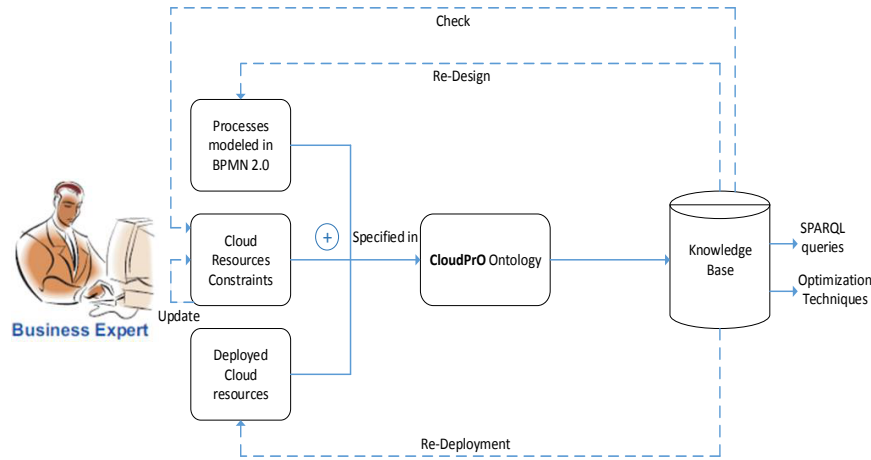 Check
Re-Design
Processes
modeled in
BPMN 2.0
Cloud
Resources
Constraints
Update
Business Expert
Deployed
Cloud
resources
+
Specified in
CloudPrO Ontology
Knowledge
Base
SPARQL
queries
Optimization
Techniques
Re-Deployment